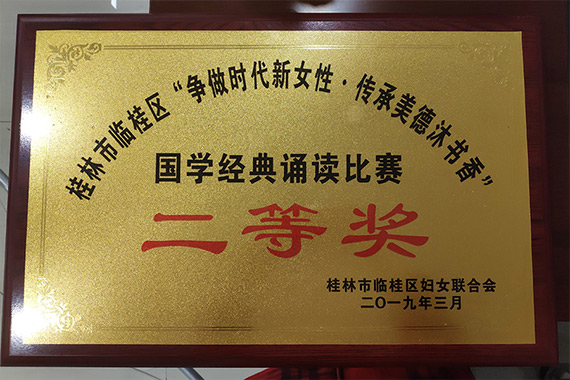 桂林市临桂区“争做时代新女性·传承美德沐书香”
国学经典诵读比赛
二等奖
桂林市临桂区妇女联合会
二〇一九年三月